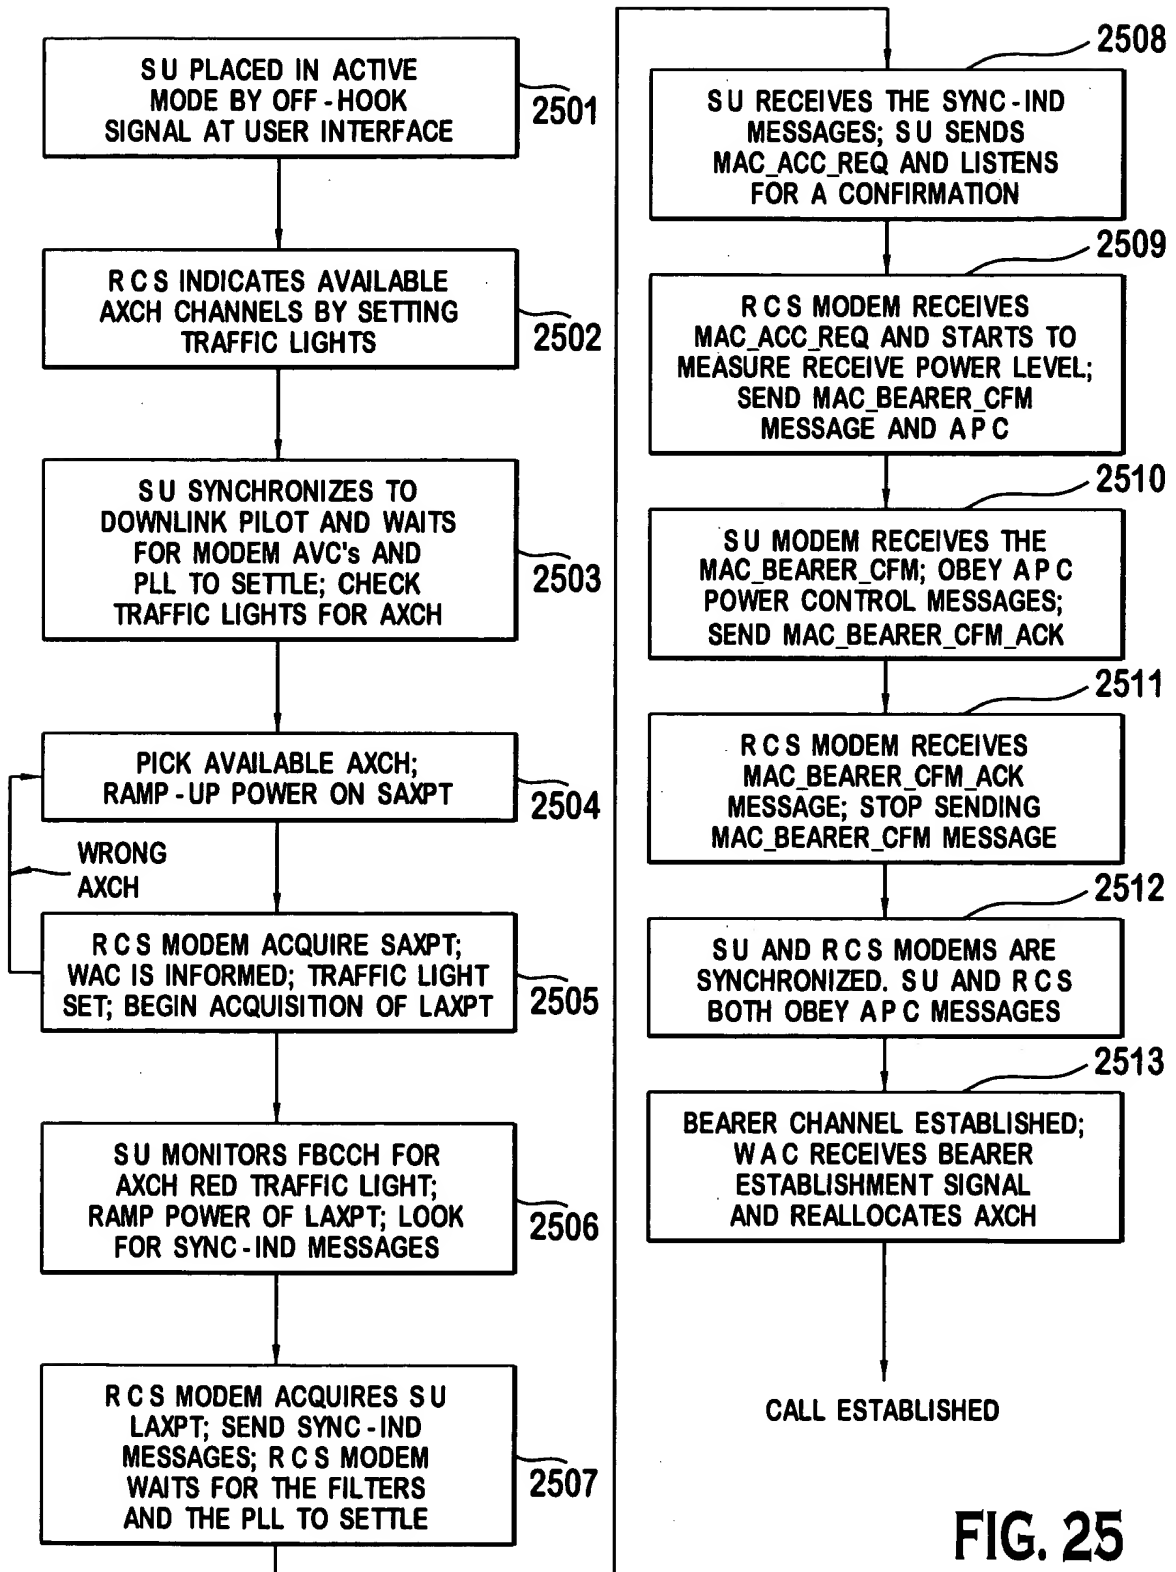 SU PLACED IN ACTIVE
MODE BY OFF-HOOK
SIGNAL AT USER INTERFACE
2501
RCS INDICATES AVAILABLE
AXCH CHANNELS BY SETTING
TRAFFIC LIGHTS
2502
SU SYNCHRONIZES TO
DOWNLINK PILOT AND WAITS
FOR MODEM AVC's AND
PLL TO SETTLE; CHECK
TRAFFIC LIGHTS FOR AXCH
2503
PICK AVAILABLE AXCH;
RAMP-UP POWER ON SAXPT
2504
WRONG
AXCH
RCS MODEM ACQUIRE SAXPT;
WAC IS INFORMED; TRAFFIC LIGHT
SET; BEGIN ACQUISITION OF LAXPT
2505
SU MONITORS FBCCH FOR
AXCH RED TRAFFIC LIGHT;
RAMP POWER OF LAXPT; LOOK
FOR SYNC-IND MESSAGES
2506
RCS MODEM ACQUIRES SU
LAXPT; SEND SYNC-IND
MESSAGES; RCS MODEM
WAITS FOR THE FILTERS
AND THE PLL TO SETTLE
2507
2508
SU RECEIVES THE SYNC-IND
MESSAGES; SU SENDS
MAC_ACC_REQ AND LISTENS
FOR A CONFIRMATION
2509
RCS MODEM RECEIVES
MAC_ACC_REQ AND STARTS TO
MEASURE RECEIVE POWER LEVEL;
SEND MAC_BEARER_CFM
MESSAGE AND APC
2510
SU MODEM RECEIVES THE
MAC_BEARER_CFM; OBEY APC
POWER CONTROL MESSAGES;
SEND MAC_BEARER_CFM_ACK
2511
RCS MODEM RECEIVES
MAC_BEARER_CFM_ACK
MESSAGE; STOP SENDING
MAC_BEARER_CFM MESSAGE
2512
SU AND RCS MODEMS ARE
SYNCHRONIZED. SU AND RCS
BOTH OBEY APC MESSAGES
2513
BEARER CHANNEL ESTABLISHED;
WAC RECEIVES BEARER
ESTABLISHMENT SIGNAL
AND REALLOCATES AXCH
CALL ESTABLISHED
FIG. 25